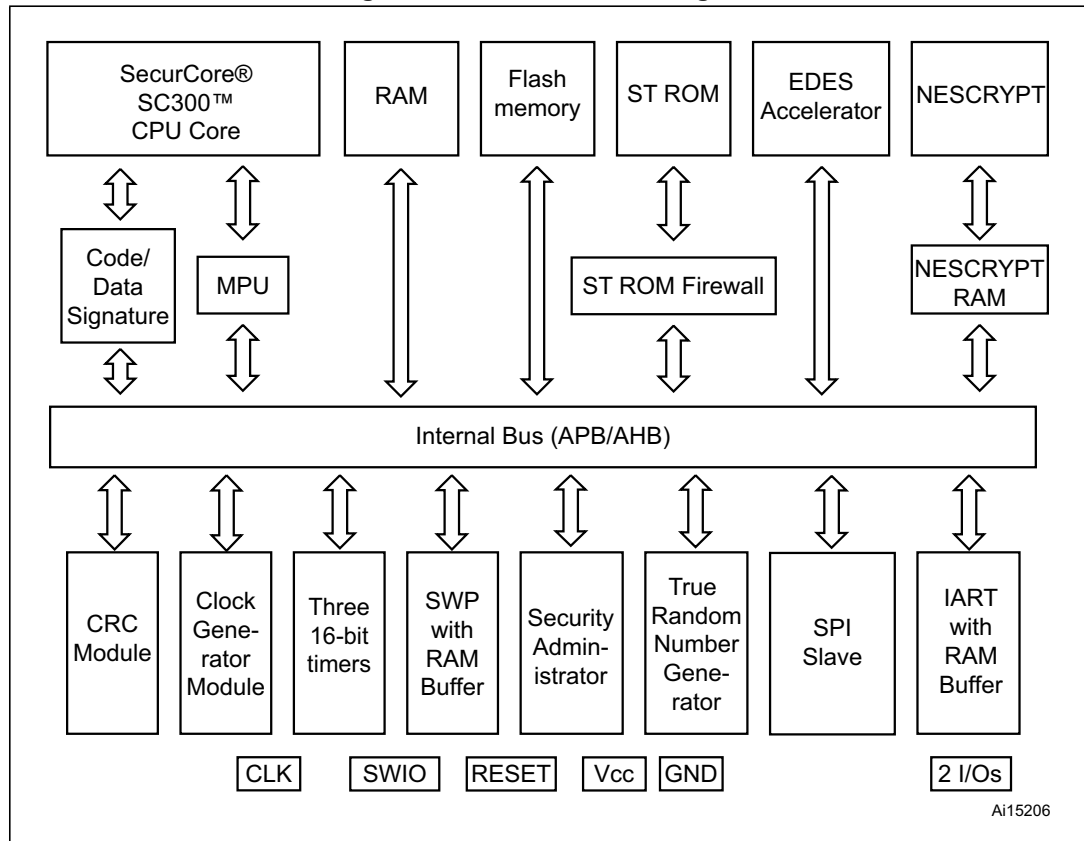 SecurCore®
SC300™
CPU Core
RAM
Flash
memory
ST ROM
EDES
Accelerator
NESCRYPT
Code/
Data
Signature
MPU
ST ROM Firewall
NESCRYPT
RAM
Internal Bus (APB/AHB)
CRC
Module
Clock
Gene-
rator
Module
Three
16-bit
timers
SWP
with
RAM
Buffer
Security
Admin-
istrator
True
Random
Number
Gene-
rator
SPI
Slave
IART
with
RAM
Buffer
CLK
SWIO
RESET
Vcc
GND
2 I/Os
Ai15206